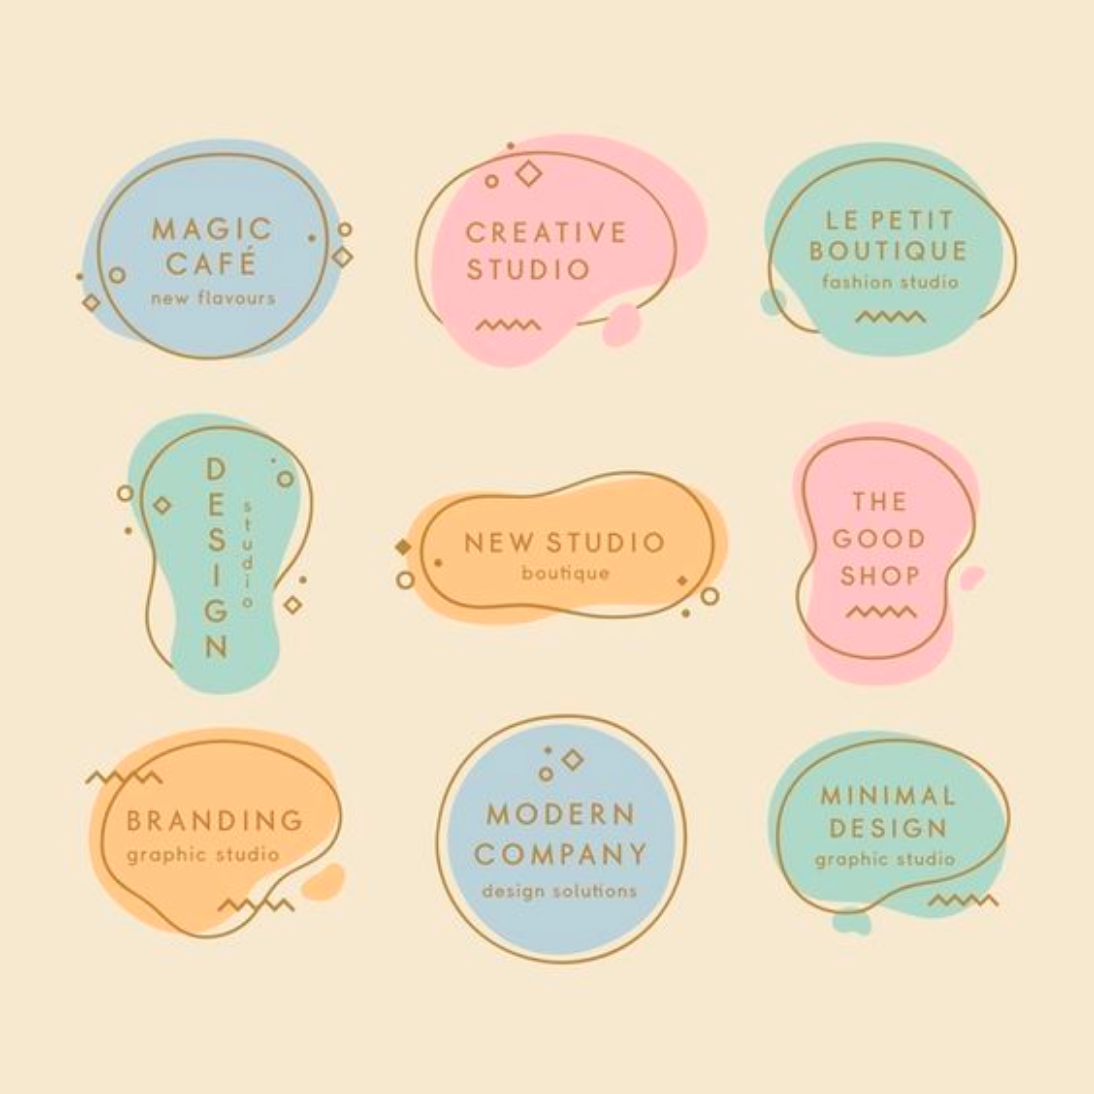 MAGIC
CAFÉ
new flavours
CREATIVE
STUDIO
LE PETIT
BOUTIQUE
fashion studio
DESIGN
studio
NEW STUDIO
boutique
THE
GOOD
SHOP
BRANDING
graphic studio
MODERN
COMPANY
design solutions
MINIMAL
DESIGN
graphic studio